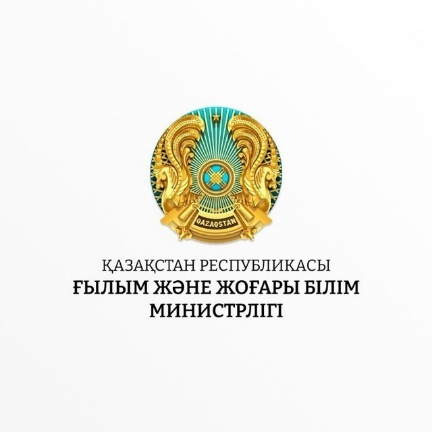 QAZAQSTAN
ҚАЗАҚСТАН РЕСПУБЛИКАСЫ
ҒЫЛЫМ ЖӘНЕ ЖОҒАРЫ БІЛІМ
МИНИСТРЛІГІ